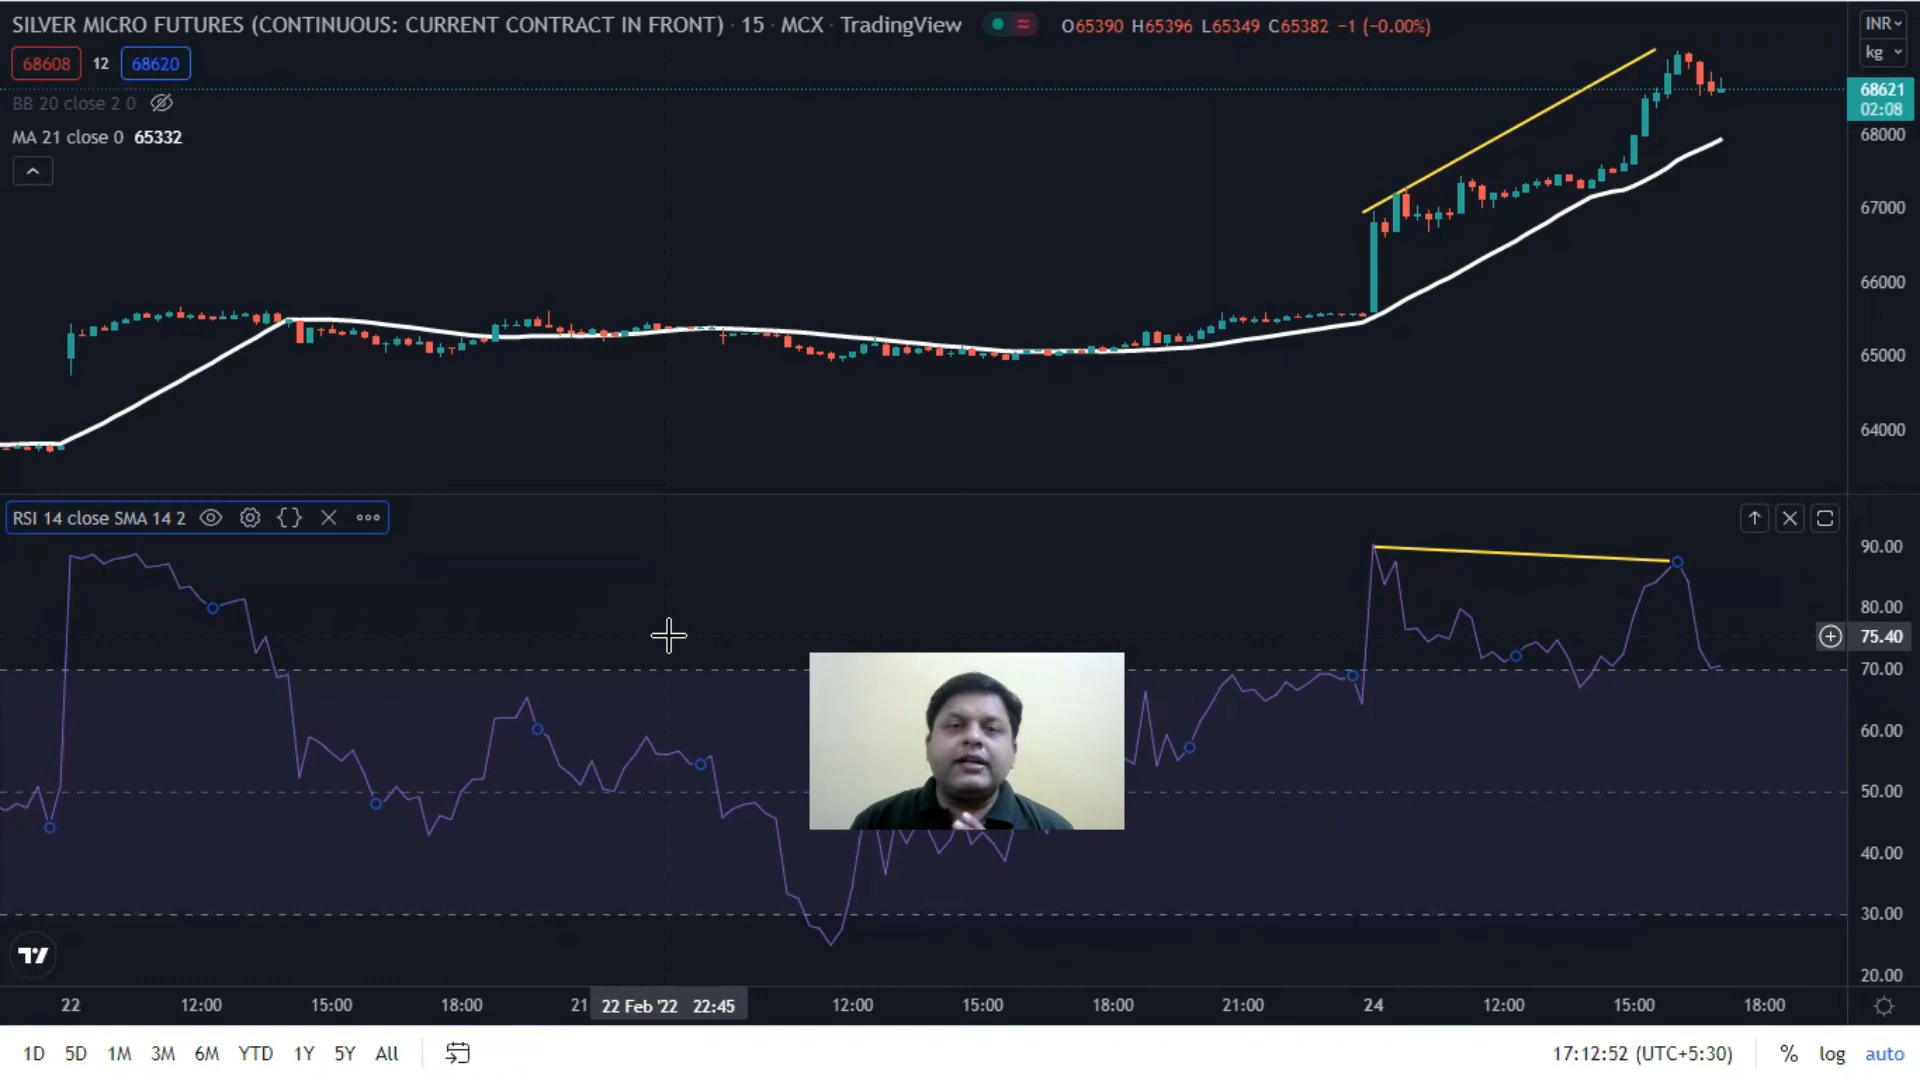 SILVER MICRO FUTURES (CONTINUOUS: CURRENT CONTRACT IN FRONT) · 15 · MCX · TradingView O65390 H65396 L65349 C65382 −1 (−0.00%)
INR
kg
68608 12 68620
BB 20 close 2 0
MA 21 close 0 65332
68621
02:08
68000
67000
66000
65000
64000
RSI 14 close SMA 14 2
90.00
80.00
75.40
70.00
60.00
50.00
40.00
30.00
20.00
22 12:00 15:00 18:00 21 22 Feb '22 22:45 12:00 15:00 18:00 21:00 24 12:00 15:00 18:00
1D 5D 1M 3M 6M YTD 1Y 5Y All 17:12:52 (UTC+5:30) % log auto